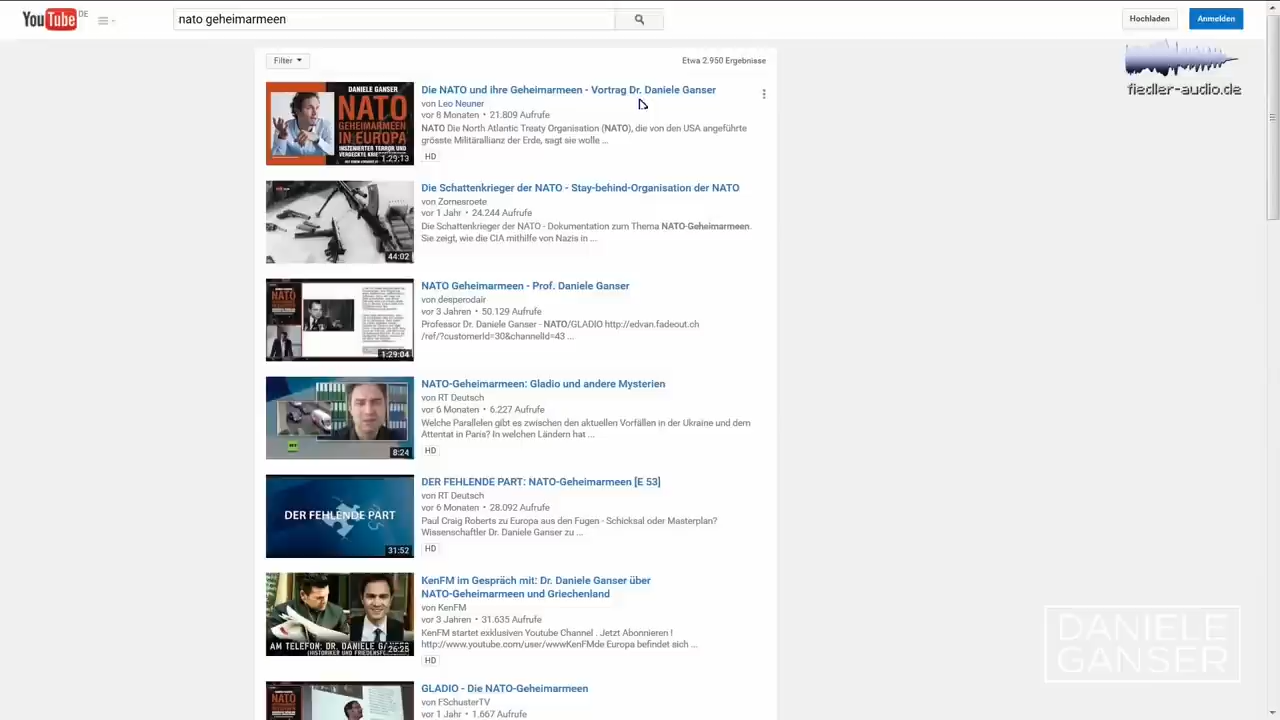 YouTube DE
nato geheimarmeen
Hochladen
Anmelden
Filter
Etwa 2.950 Ergebnisse
fiedler-audio.de
DANIELE GANSER
NATO
GEHEIMARMEEN
IN EUROPA
INSZENIERTER TERROR UND
1:29:13
Die NATO und ihre Geheimarmeen - Vortrag Dr. Daniele Ganser
von Leo Neuner
vor 8 Monaten • 21.809 Aufrufe
NATO Die North Atlantic Treaty Organisation (NATO), die von den USA angeführte
grösste Militärallianz der Erde, sagt sie wolle ...
HD
44:02
Die Schattenkrieger der NATO - Stay-behind-Organisation der NATO
von Zornesroete
vor 1 Jahr • 24.244 Aufrufe
Die Schattenkrieger der NATO - Dokumentation zum Thema NATO-Geheimarmeen.
Sie zeigt, wie die CIA mithilfe von Nazis in ...
NATO
1:29:04
NATO Geheimarmeen - Prof. Daniele Ganser
von desperodair
vor 3 Jahren • 50.129 Aufrufe
Professor Dr. Daniele Ganser - NATO/GLADIO http://edvan.fadeout.ch
/ref/?customerId=30&channelId=43 ...
8:24
NATO-Geheimarmeen: Gladio und andere Mysterien
von RT Deutsch
vor 6 Monaten • 6.227 Aufrufe
Welche Parallelen gibt es zwischen den aktuellen Vorfällen in der Ukraine und dem
Attentat in Paris? In welchen Ländern hat ...
HD
DER FEHLENDE PART
31:52
DER FEHLENDE PART: NATO-Geheimarmeen [E 53]
von RT Deutsch
vor 6 Monaten • 28.092 Aufrufe
Paul Craig Roberts zu Europa aus den Fugen - Schicksal oder Masterplan?
Wissenschaftler Dr. Daniele Ganser zu ...
HD
AM TELEFON: DR. DANIELE GANSER
26:25
KenFM im Gespräch mit: Dr. Daniele Ganser über
NATO-Geheimarmeen und Griechenland
von KenFM
vor 3 Jahren • 31.635 Aufrufe
KenFM startet exklusiven Youtube Channel . Jetzt Abonnieren !
http://www.youtube.com/user/wwwKenFMde Europa befindet sich ...
HD
NATO
GLADIO - Die NATO-Geheimarmeen
von FSchusterTV
vor 1 Jahr • 1.667 Aufrufe
DANIELE
GANSER